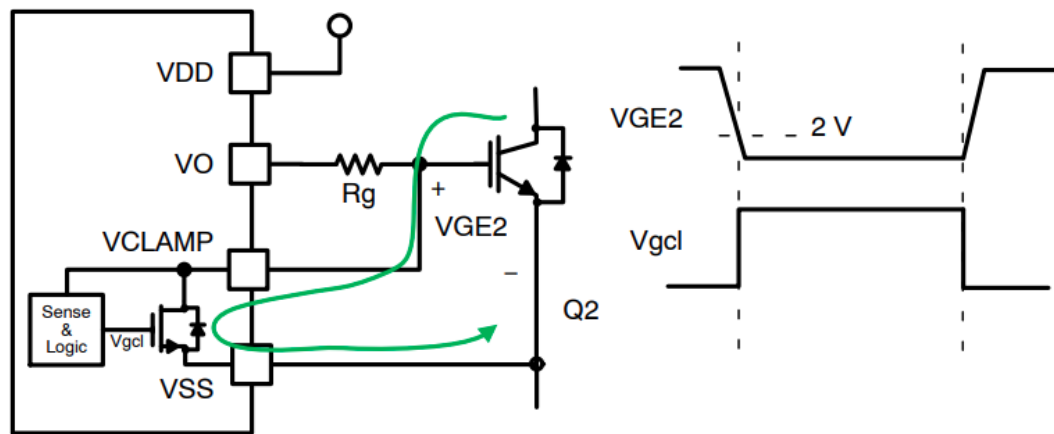 VDD
VO
Rg
+
VGE2
−
VCLAMP
Sense
&
Logic
Vgcl
VSS
Q2
VGE2
2 V
Vgcl